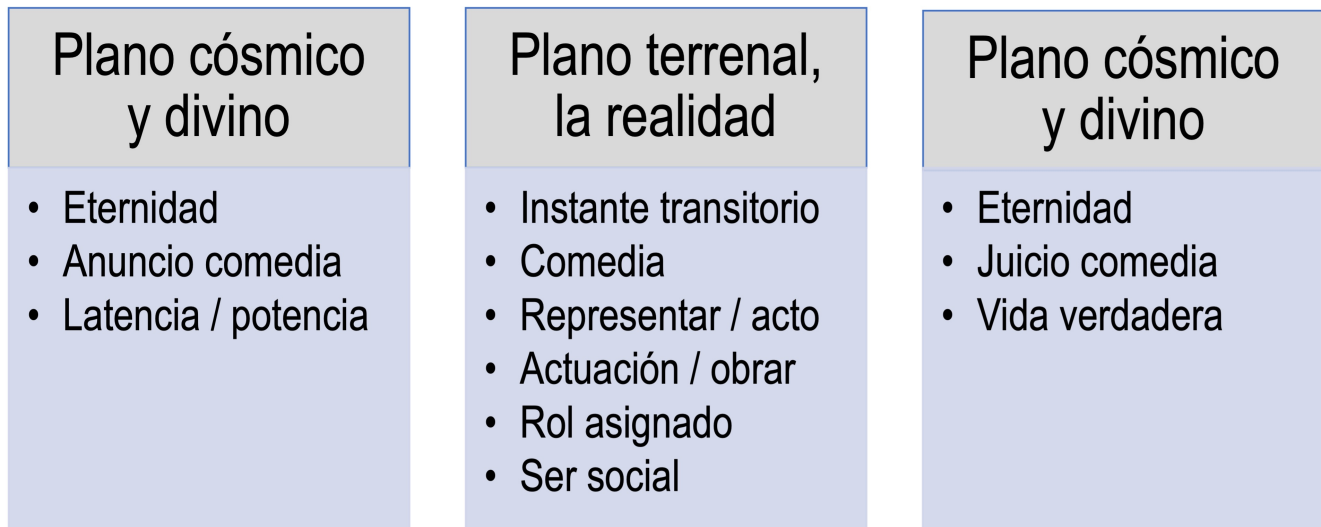 Plano cósmico
y divino
• Eternidad
• Anuncio comedia
• Latencia / potencia
Plano terrenal,
la realidad
• Instante transitorio
• Comedia
• Representar / acto
• Actuación / obrar
• Rol asignado
• Ser social
Plano cósmico
y divino
• Eternidad
• Juicio comedia
• Vida verdadera